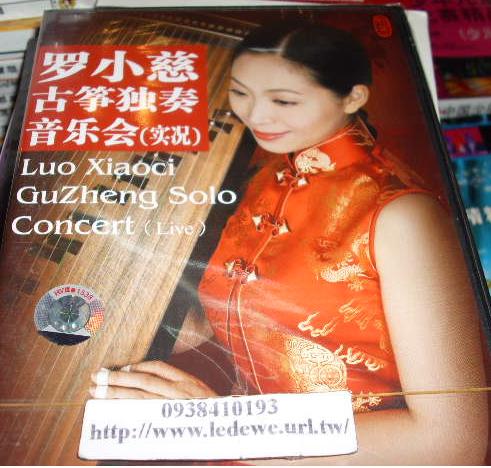 罗小慈
古筝独奏
音乐会(实况)
Luo Xiaoci
GuZheng Solo
Concert (Live)
0938410193
http://www.ledewe.url.tw/